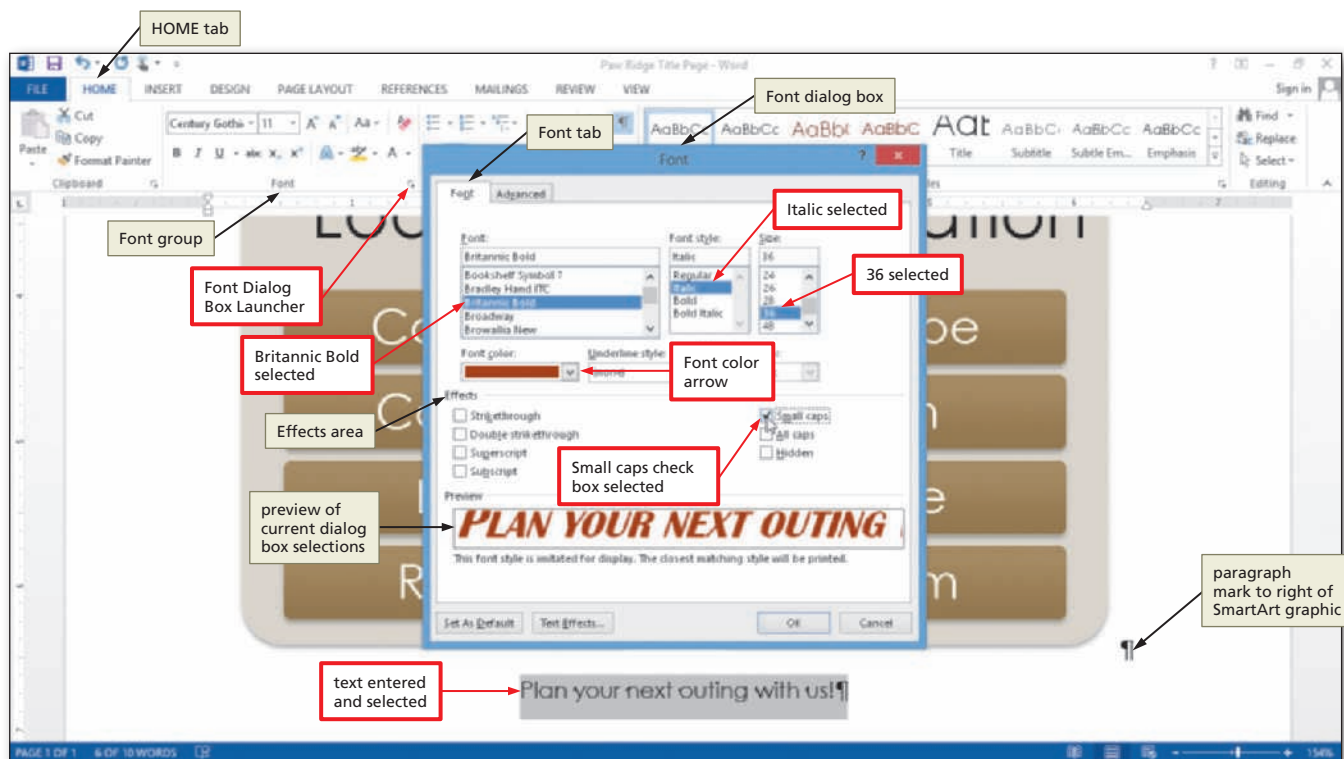 HOME tab
Paw Ridge Title Page - Word
FILE HOME INSERT DESIGN PAGE LAYOUT REFERENCES MAILINGS REVIEW VIEW Sign in
Font dialog box
Cut
Copy
Paste
Format Painter
Clipboard
Century Gothic 11
Font
Font tab
AaBbCc AaBbCc AaBbC AaBbC AaB AaBbCc AaBbCc AaBbCc
Title Subtitle Subtle Em... Emphasis
Find
Replace
Select
Editing
Font group
Font Dialog
Box Launcher
Britannic Bold
selected
Font
Font Advanced
Font: Font style: Size:
Britannic Bold Italic 36
Bookshelf Symbol 7 Regular 24
Bradley Hand ITC Italic 26
Britannic Bold Bold 28
Broadway Bold Italic 36
Browallia New 48
Italic selected
36 selected
Font color: Underline style:
Font color
arrow
Effects
Effects area
Strikethrough Small caps
Double strikethrough All caps
Superscript Hidden
Subscript
Small caps check
box selected
Preview
preview of
current dialog
box selections
PLAN YOUR NEXT OUTING
This font style is imitated for display. The closest matching style will be printed.
Set As Default Text Effects... OK Cancel
paragraph
mark to right of
SmartArt graphic
¶
text entered
and selected
Plan your next outing with us!¶
PAGE 1 OF 1 6 OF 10 WORDS 154%